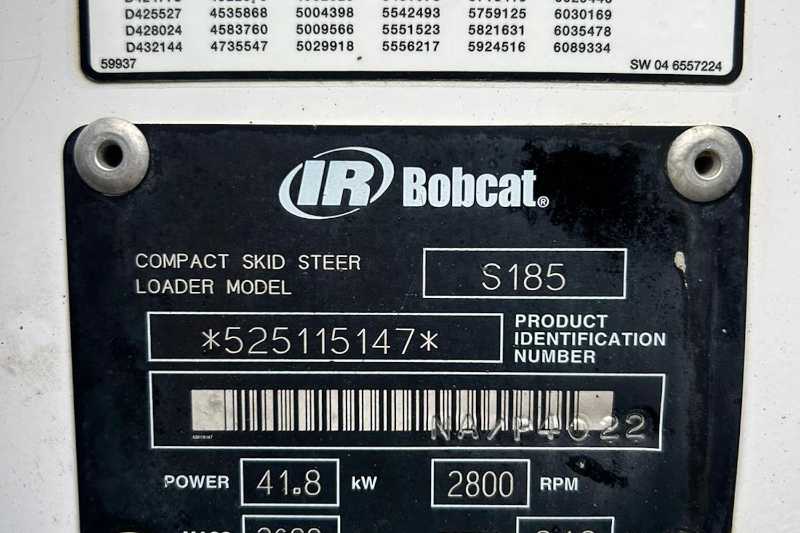 D425527 4535868 5004398 5542493 5759125 6030169
D428024 4583760 5009566 5551523 5821631 6035478
D432144 4735547 5029918 5556217 5924516 6089334
59937 SW 04 6557224
IR Bobcat®
COMPACT SKID STEER
LOADER MODEL
S185
*525115147*
PRODUCT
IDENTIFICATION
NUMBER
NA/P4022
POWER 41.8 kW 2800 RPM